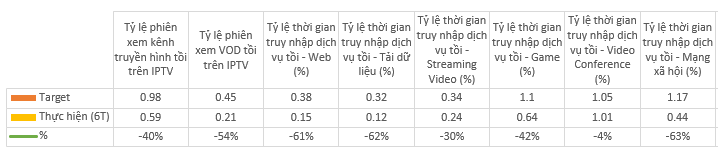 Tỷ lệ phiên xem kênh truyền hình tồi trên IPTV
Tỷ lệ phiên xem VOD tồi trên IPTV
Tỷ lệ thời gian truy nhập dịch vụ tồi - Web (%)
Tỷ lệ thời gian truy nhập dịch vụ tồi - Tải dữ liệu (%)
Tỷ lệ thời gian truy nhập dịch vụ tồi - Streaming Video (%)
Tỷ lệ thời gian truy nhập dịch vụ tồi - Game (%)
Tỷ lệ thời gian truy nhập dịch vụ tồi - Video Conference (%)
Tỷ lệ thời gian truy nhập dịch vụ tồi - Mạng xã hội (%)
Target 0.98 0.45 0.38 0.32 0.34 1.1 1.05 1.17
Thực hiện (6T) 0.59 0.21 0.15 0.12 0.24 0.64 1.01 0.44
% -40% -54% -61% -62% -30% -42% -4% -63%